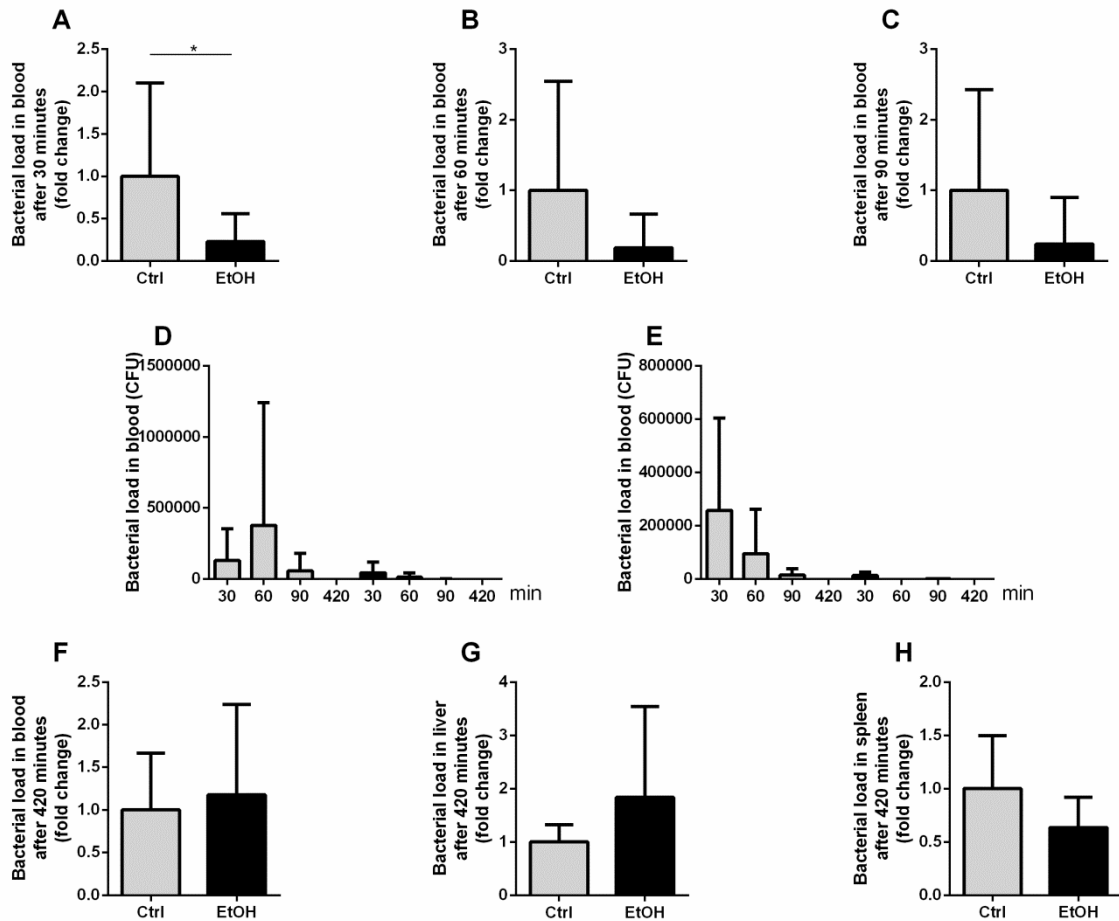 A
Bacterial load in blood
after 30 minutes
(fold change)
2.5
2.0
1.5
1.0
0.5
0.0
*
Ctrl EtOH
B
Bacterial load in blood
after 60 minutes
(fold change)
3
2
1
0
Ctrl EtOH
C
Bacterial load in blood
after 90 minutes
(fold change)
3
2
1
0
Ctrl EtOH
D
Bacterial load in blood (CFU)
1500000
1000000
500000
0
30 60 90 420 30 60 90 420 min
E
Bacterial load in blood (CFU)
800000
600000
400000
200000
0
30 60 90 420 30 60 90 420 min
F
Bacterial load in blood
after 420 minutes
(fold change)
2.5
2.0
1.5
1.0
0.5
0.0
Ctrl EtOH
G
Bacterial load in liver
after 420 minutes
(fold change)
4
3
2
1
0
Ctrl EtOH
H
Bacterial load in spleen
after 420 minutes
(fold change)
2.0
1.5
1.0
0.5
0.0
Ctrl EtOH